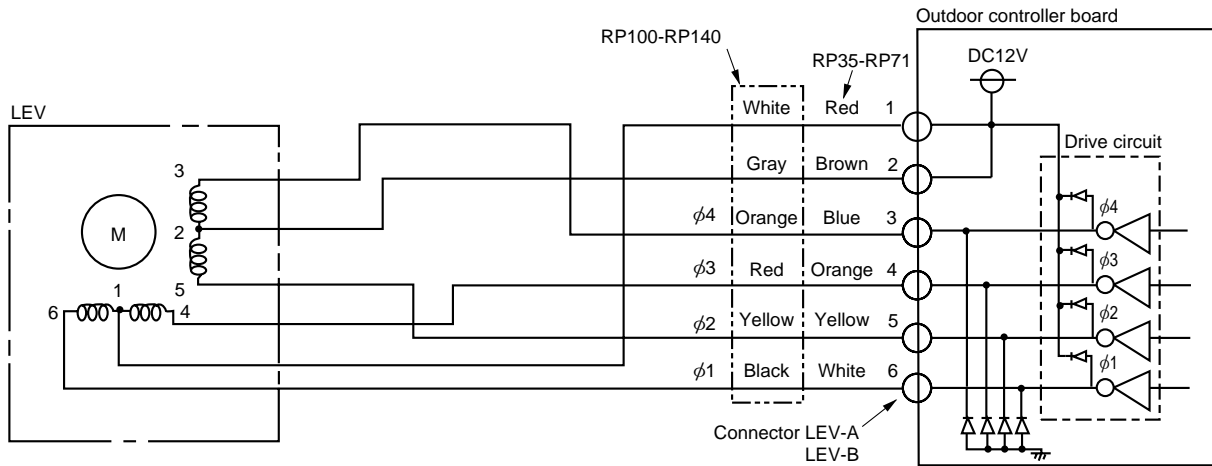 Outdoor controller board
RP100-RP140
DC12V
RP35-RP71
LEV
White Red 1
Drive circuit
3
Gray Brown 2
ϕ4
ϕ4 Orange Blue 3
M
2
ϕ3
5
ϕ3 Red Orange 4
1
6
4
ϕ2
ϕ2 Yellow Yellow 5
ϕ1
ϕ1 Black White 6
Connector LEV-A
LEV-B